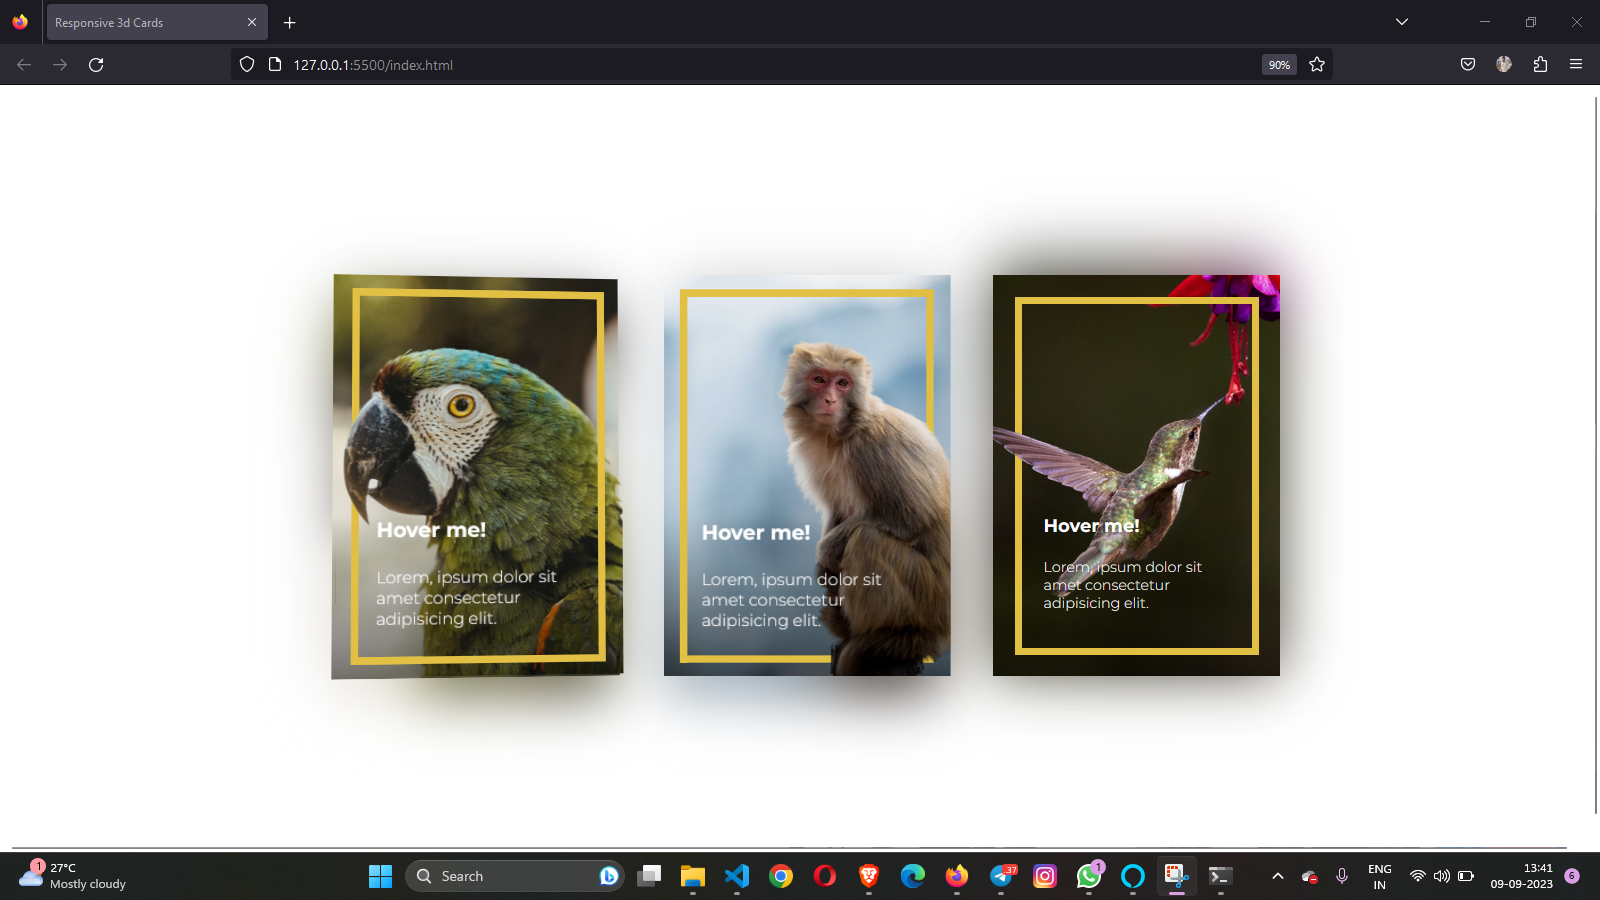 Responsive 3d Cards
127.0.0.1:5500/index.html
90%
Hover me!
Lorem, ipsum dolor sit
amet consectetur
adipisicing elit.
Hover me!
Lorem, ipsum dolor sit
amet consectetur
adipisicing elit.
Hover me!
Lorem, ipsum dolor sit
amet consectetur
adipisicing elit.
1
27°C
Mostly cloudy
Search
37
1
ENG
IN
13:41
09-09-2023
6